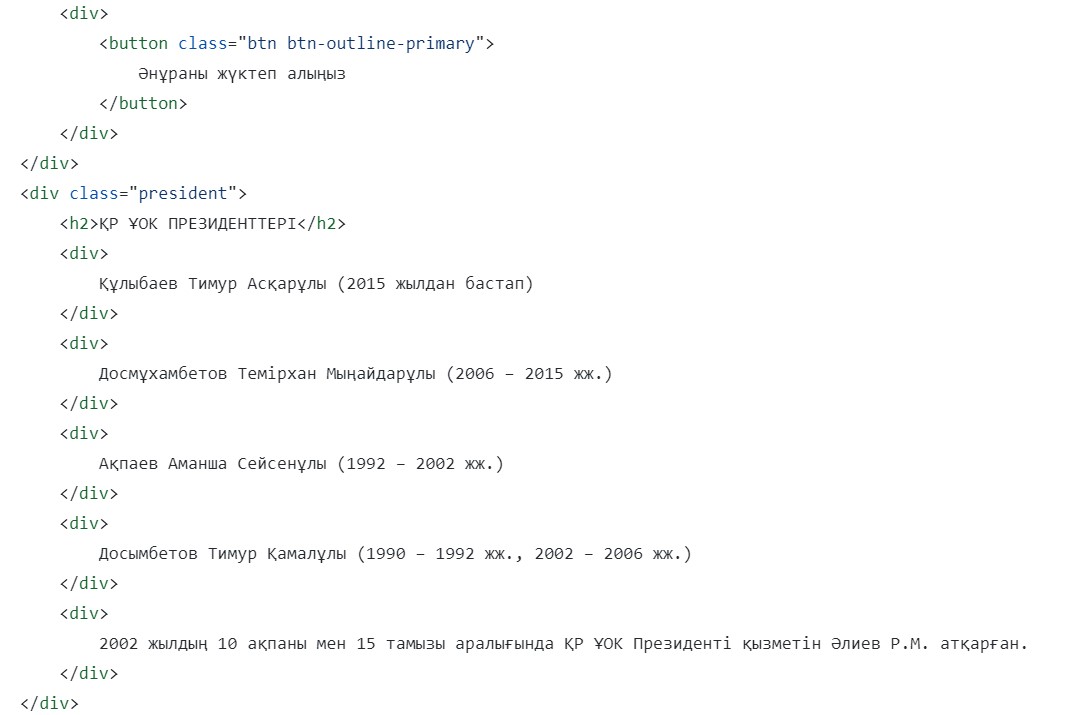 <div>
<button class="btn btn-outline-primary">
Әнұраны жүктеп алыңыз
</button>
</div>
</div>
<div class="president">
<h2>ҚР ҰОК ПРЕЗИДЕНТТЕРІ</h2>
<div>
Құлыбаев Тимур Асқарұлы (2015 жылдан бастап)
</div>
<div>
Досмұхамбетов Темірхан Мыңайдарұлы (2006 – 2015 жж.)
</div>
<div>
Ақпаев Аманша Сейсенұлы (1992 – 2002 жж.)
</div>
<div>
Досымбетов Тимур Қамалұлы (1990 – 1992 жж., 2002 – 2006 жж.)
</div>
<div>
2002 жылдың 10 ақпаны мен 15 тамызы аралығында ҚР ҰОК Президенті қызметін Әлиев Р.М. атқарған.
</div>
</div>